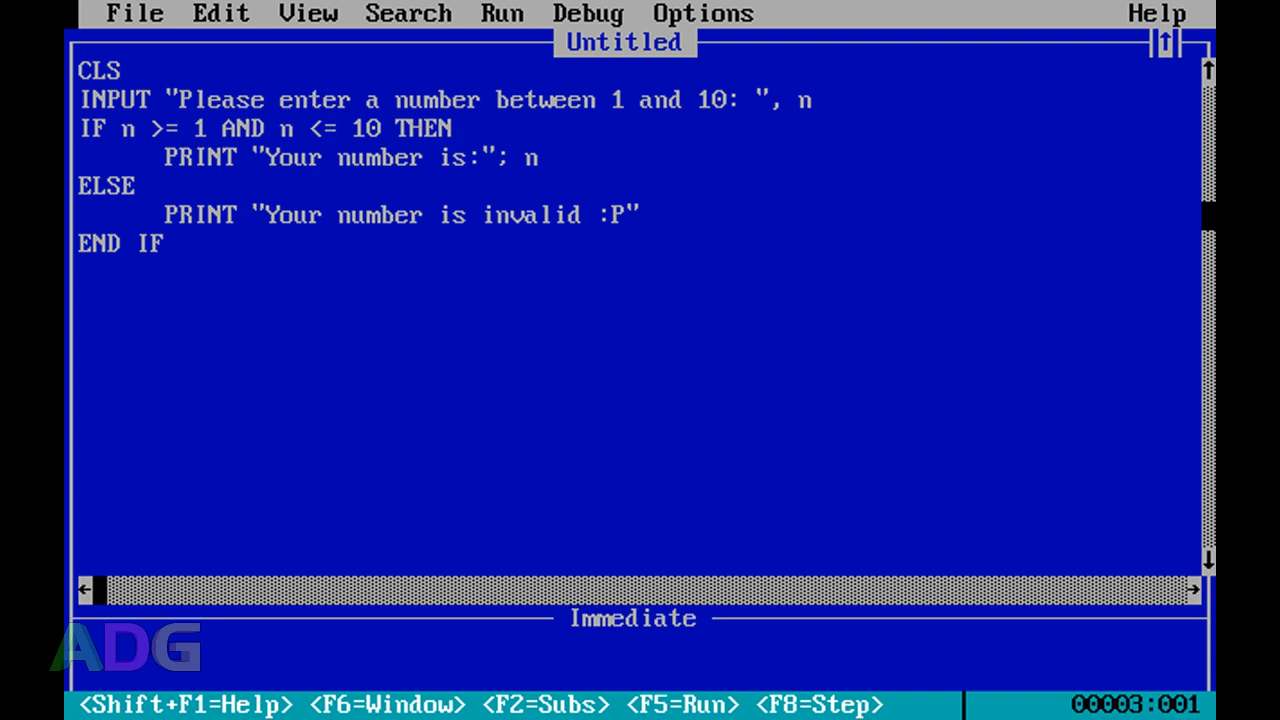 File Edit View Search Run Debug Options Help
Untitled
CLS
INPUT "Please enter a number between 1 and 10: ", n
IF n >= 1 AND n <= 10 THEN
      PRINT "Your number is:"; n
ELSE
      PRINT "Your number is invalid :P"
END IF
Immediate
ADG
<Shift+F1=Help> <F6=Window> <F2=Subs> <F5=Run> <F8=Step> 00003:001